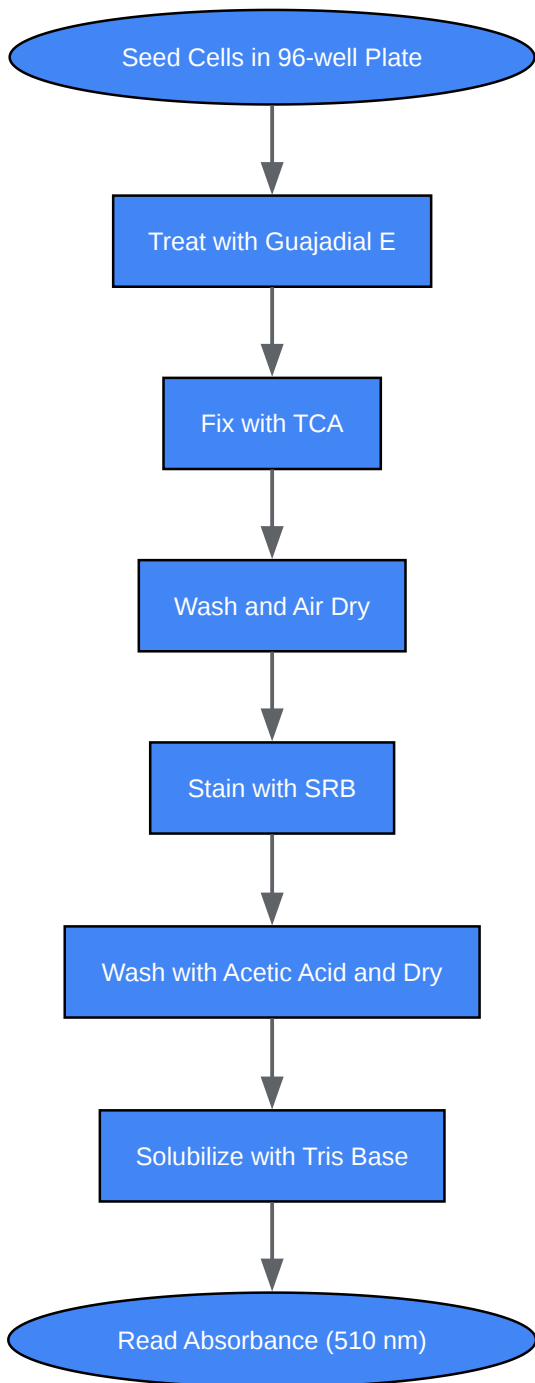 Seed Cells in 96-well Plate
Treat with Guajadial E
Fix with TCA
Wash and Air Dry
Stain with SRB
Wash with Acetic Acid and Dry
Solubilize with Tris Base
Read Absorbance (510 nm)